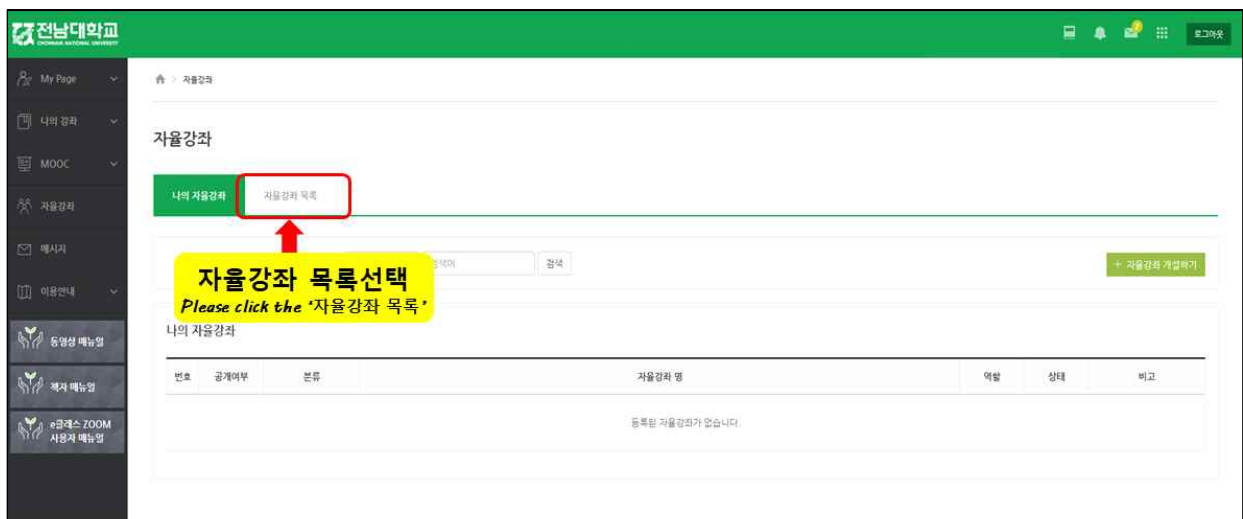 전남대학교
CHONNAM NATIONAL UNIVERSITY
로그아웃
My Page
나의 강좌
MOOC
자율강좌
메시지
이용안내
동영상 매뉴얼
책자 매뉴얼
e클래스 ZOOM
사용자 매뉴얼
> 자율강좌
자율강좌
나의 자율강좌 자율강좌 목록
검색 + 자율강좌 개설하기
자율강좌 목록선택
Please click the '자율강좌 목록'
나의 자율강좌
번호 공개여부 분류 자율강좌 명 역할 상태 비고
등록된 자율강좌가 없습니다.